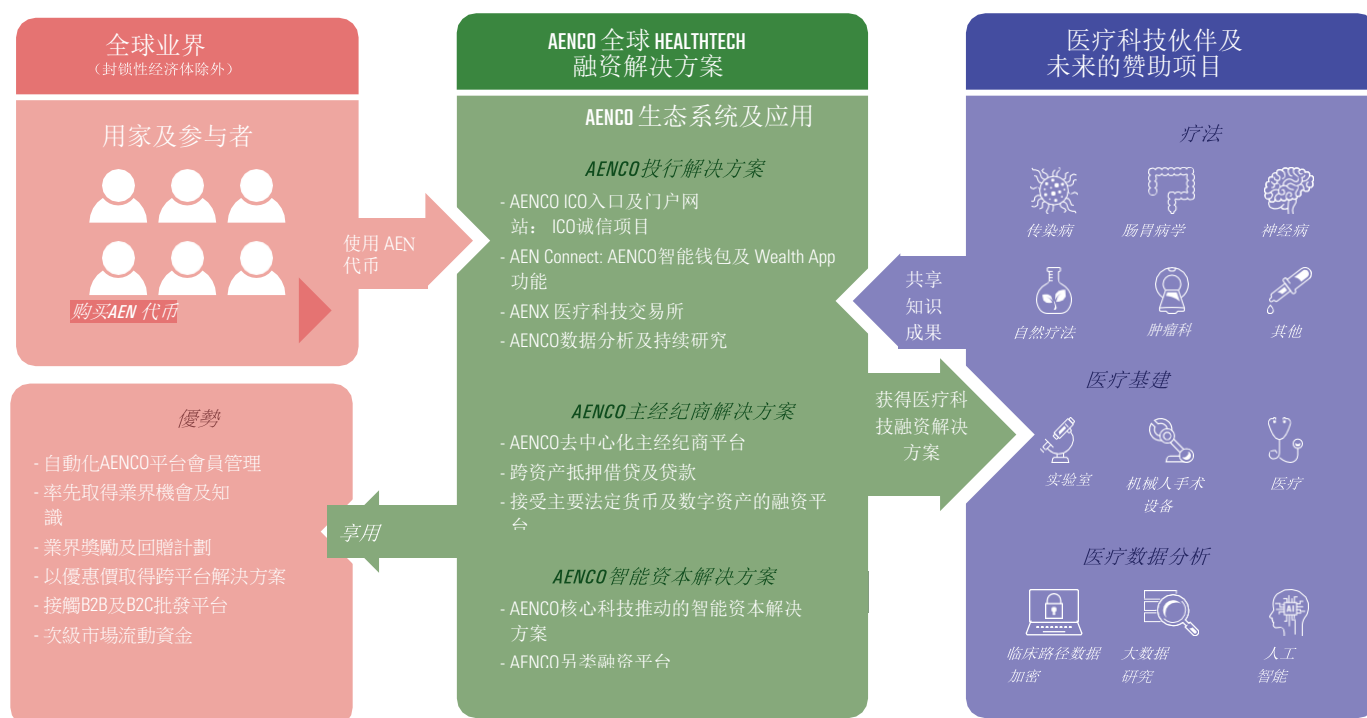 全球业界
（封锁性经济体除外）
用家及参与者
购买AEN 代币
使用 AEN
代币
優勢
- 自動化AENCO平台會員管理
- 率先取得業界機會及知
識
- 業界獎勵及回贈計劃
- 以優惠價取得跨平台解決方案
- 接觸B2B及B2C批發平台
- 次級市場流動資金
享用
AENCO 全球 HEALTHTECH
融资解决方案
AENCO 生态系统及应用
AENCO投行解决方案
- AENCO ICO入口及门户网
站： ICO诚信项目
- AEN Connect: AENCO智能钱包及 Wealth App
功能
- AENX 医疗科技交易所
- AENCO数据分析及持续研究
AENCO主经纪商解决方案
- AENCO去中心化主经纪商平台
- 跨资产抵押借贷及贷款
- 接受主要法定货币及数字资产的融资平
台
AENCO智能资本解决方案
- AENCO核心科技推动的智能资本解决
方案
- AENCO另类融资平台
共享
知识
成果
获得医疗科
技融资解决
方案
医疗科技伙伴及
未来的赞助项目
疗法
传染病
肠胃病学
神经病
自然疗法
肿瘤科
其他
医疗基建
实验室
机械人手术
设备
医疗
医疗数据分析
临床路径数据
加密
大数据
研究
AI
人工
智能